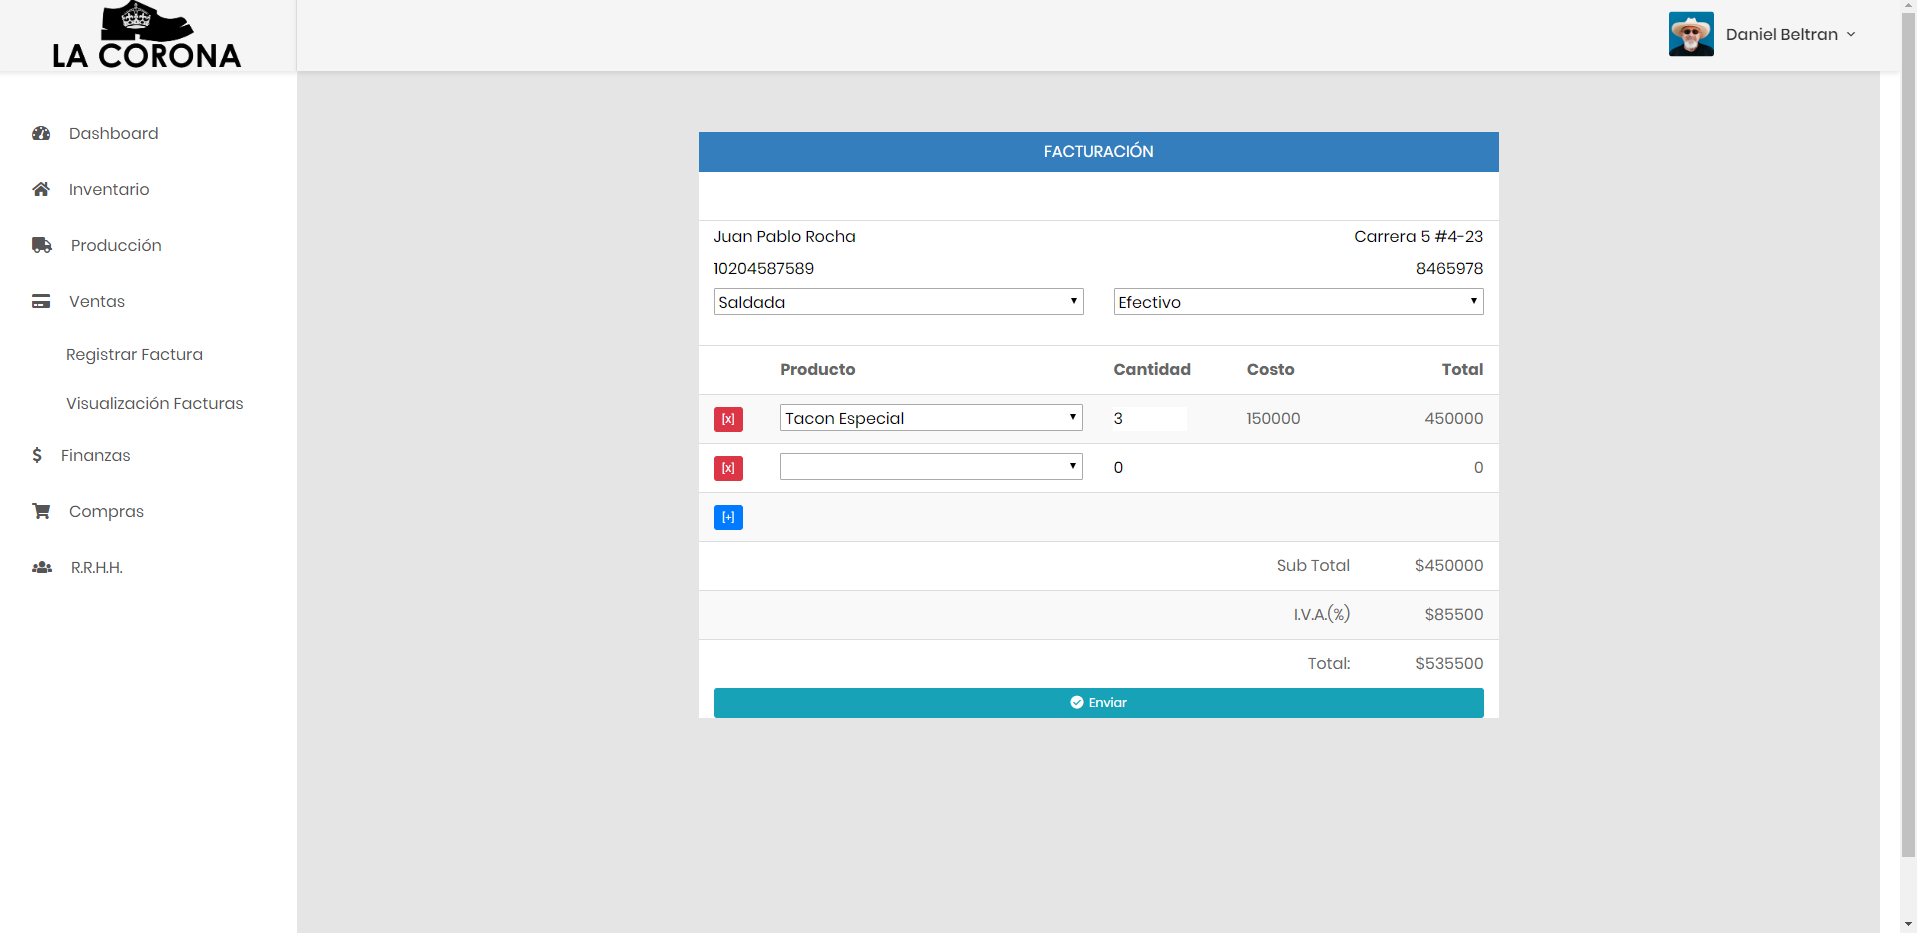 LA CORONA
Daniel Beltran
Dashboard
Inventario
Producción
Ventas
Registrar Factura
Visualización Facturas
Finanzas
Compras
R.R.H.H.
FACTURACIÓN
Juan Pablo Rocha Carrera 5 #4-23
10204587589 8465978
Saldada Efectivo
Producto Cantidad Costo Total
[x] Tacon Especial 3 150000 450000
[x] 0 0
[+]
Sub Total $450000
I.V.A.(%) $85500
Total: $535500
Enviar